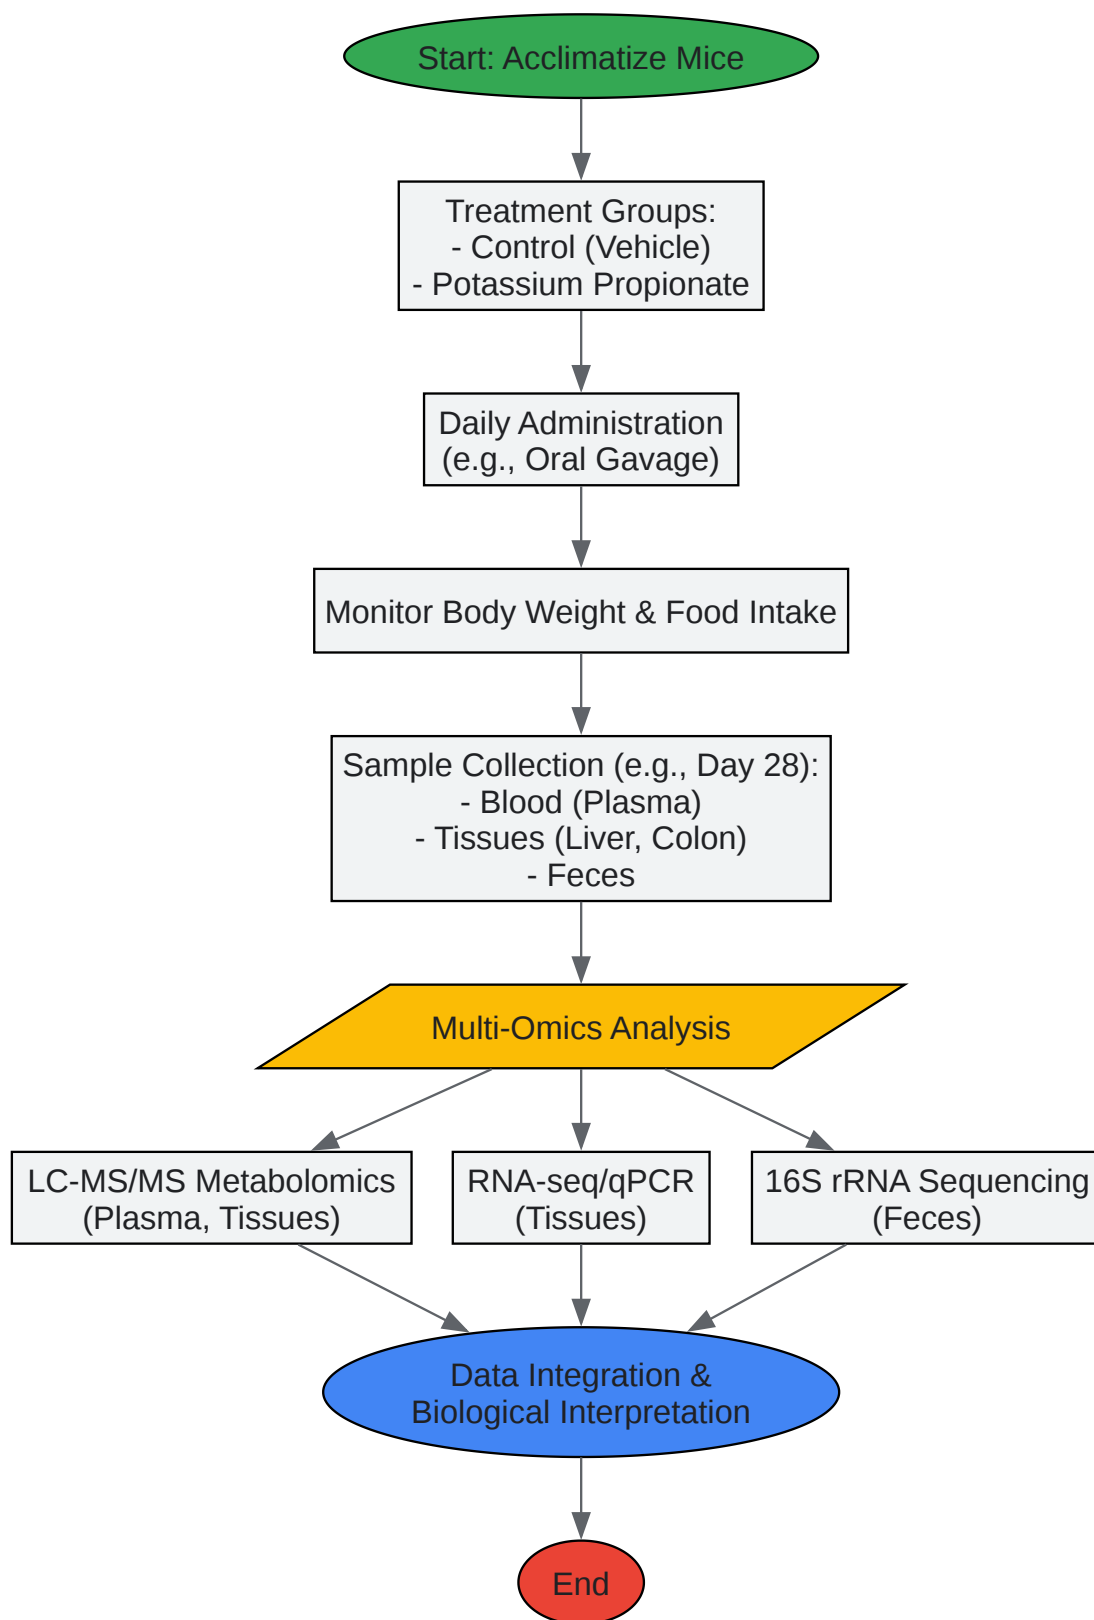 Start: Acclimatize Mice
Treatment Groups:
- Control (Vehicle)
- Potassium Propionate
Daily Administration
(e.g., Oral Gavage)
Monitor Body Weight & Food Intake
Sample Collection (e.g., Day 28):
- Blood (Plasma)
- Tissues (Liver, Colon)
- Feces
Multi-Omics Analysis
LC-MS/MS Metabolomics
(Plasma, Tissues)
RNA-seq/qPCR
(Tissues)
16S rRNA Sequencing
(Feces)
Data Integration &
Biological Interpretation
End